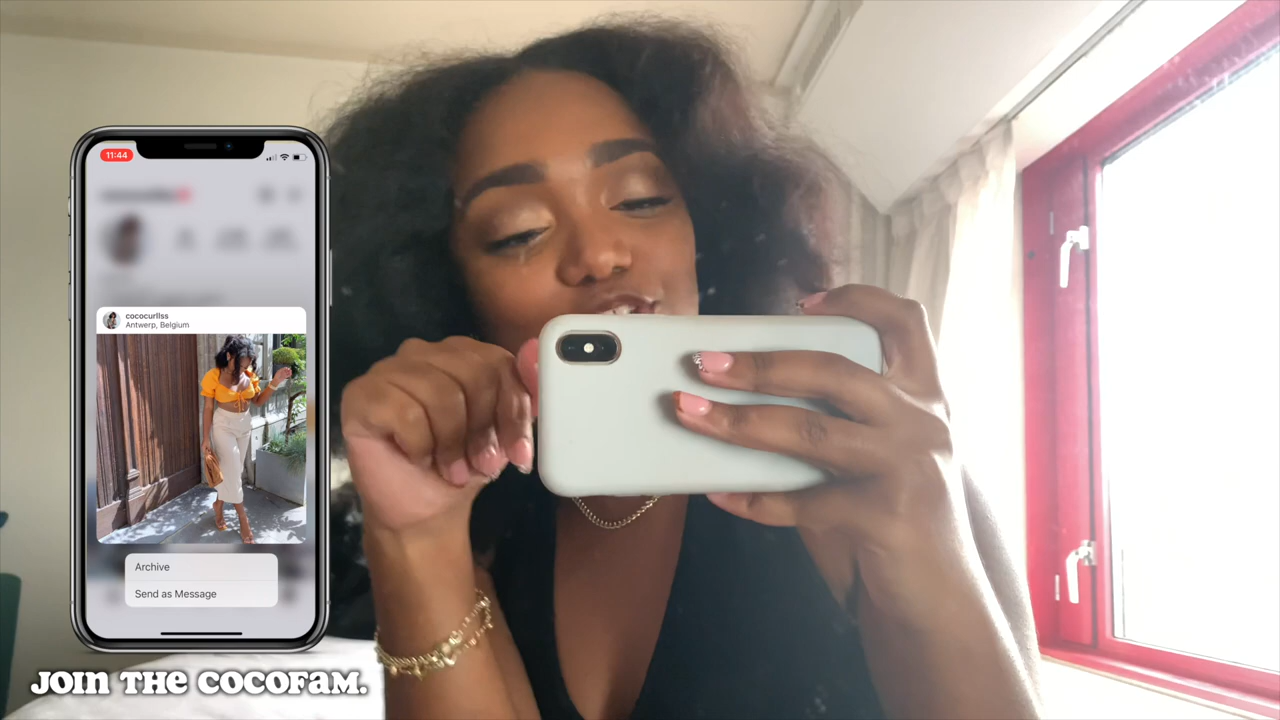 11:44
cococurllss
Antwerp, Belgium
Archive
Send as Message
JOIN THE COCOFAM.